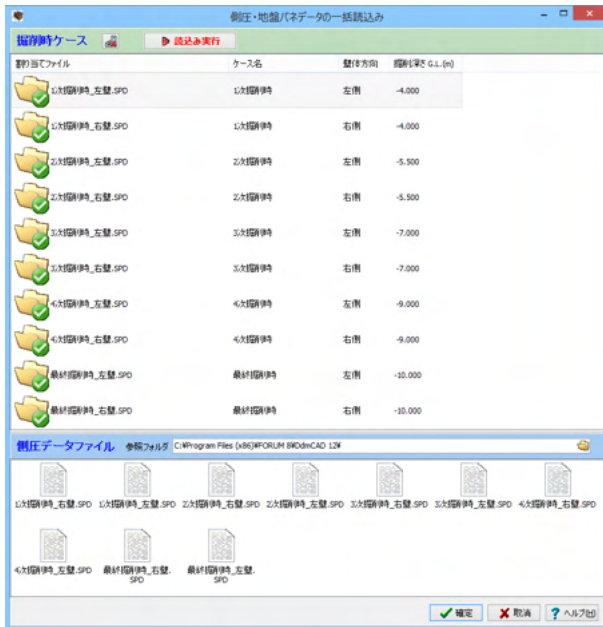 側圧・地盤バネデータの一括読込み
掘削時ケース 読込み実行
割り当てファイル ケース名 壁体方向 掘削深さ G.L.(m)
1次掘削時_左壁.SPD 1次掘削時 左側 -4.000
1次掘削時_右壁.SPD 1次掘削時 右側 -4.000
2次掘削時_左壁.SPD 2次掘削時 左側 -5.500
2次掘削時_右壁.SPD 2次掘削時 右側 -5.500
3次掘削時_左壁.SPD 3次掘削時 左側 -7.000
3次掘削時_右壁.SPD 3次掘削時 右側 -7.000
4次掘削時_左壁.SPD 4次掘削時 左側 -9.000
4次掘削時_右壁.SPD 4次掘削時 右側 -9.000
最終掘削時_左壁.SPD 最終掘削時 左側 -10.000
最終掘削時_右壁.SPD 最終掘削時 右側 -10.000
側圧データファイル 参照フォルダ C:¥Program Files (x86)¥FORUM 8¥DdmCAD 12¥
1次掘削時_右壁.SPD 1次掘削時_左壁.SPD 2次掘削時_右壁.SPD 2次掘削時_左壁.SPD 3次掘削時_右壁.SPD 3次掘削時_左壁.SPD 4次掘削時_右壁.SPD
4次掘削時_左壁.SPD 最終掘削時_右壁. 最終掘削時_左壁.
SPD SPD
確定 取消 ? ヘルプ(H)